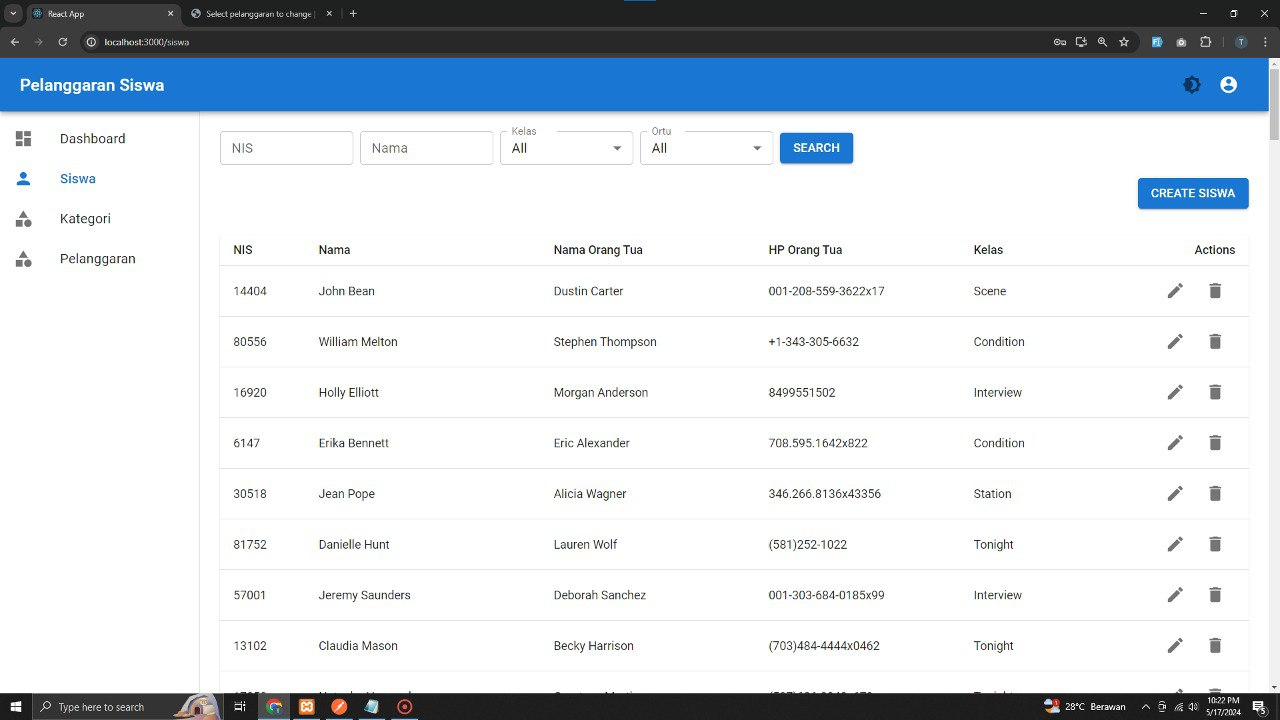 React App
Select pelanggaran to change |
localhost:3000/siswa
Pelanggaran Siswa
Dashboard
Siswa
Kategori
Pelanggaran
NIS
Nama
Kelas
All
Ortu
All
SEARCH
CREATE SISWA
NIS Nama Nama Orang Tua HP Orang Tua Kelas Actions
14404 John Bean Dustin Carter 001-208-559-3622x17 Scene
80556 William Melton Stephen Thompson +1-343-305-6632 Condition
16920 Holly Elliott Morgan Anderson 8499551502 Interview
6147 Erika Bennett Eric Alexander 708.595.1642x822 Condition
30518 Jean Pope Alicia Wagner 346.266.8136x43356 Station
81752 Danielle Hunt Lauren Wolf (581)252-1022 Tonight
57001 Jeremy Saunders Deborah Sanchez 001-303-684-0185x99 Interview
13102 Claudia Mason Becky Harrison (703)484-4444x0462 Tonight
Type here to search
28°C Berawan
10:22 PM
5/17/2024